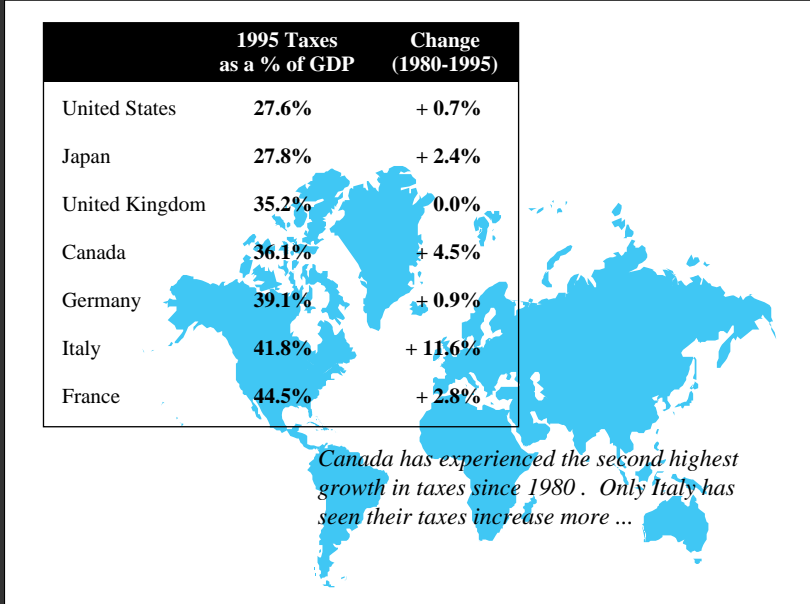 1995 Taxes Change
as a % of GDP (1980-1995)
United States 27.6% + 0.7%
Japan 27.8% + 2.4%
United Kingdom 35.2% 0.0%
Canada 36.1% + 4.5%
Germany 39.1% + 0.9%
Italy 41.8% + 11.6%
France 44.5% + 2.8%
Canada has experienced the second highest
growth in taxes since 1980 .  Only Italy has
seen their taxes increase more ...